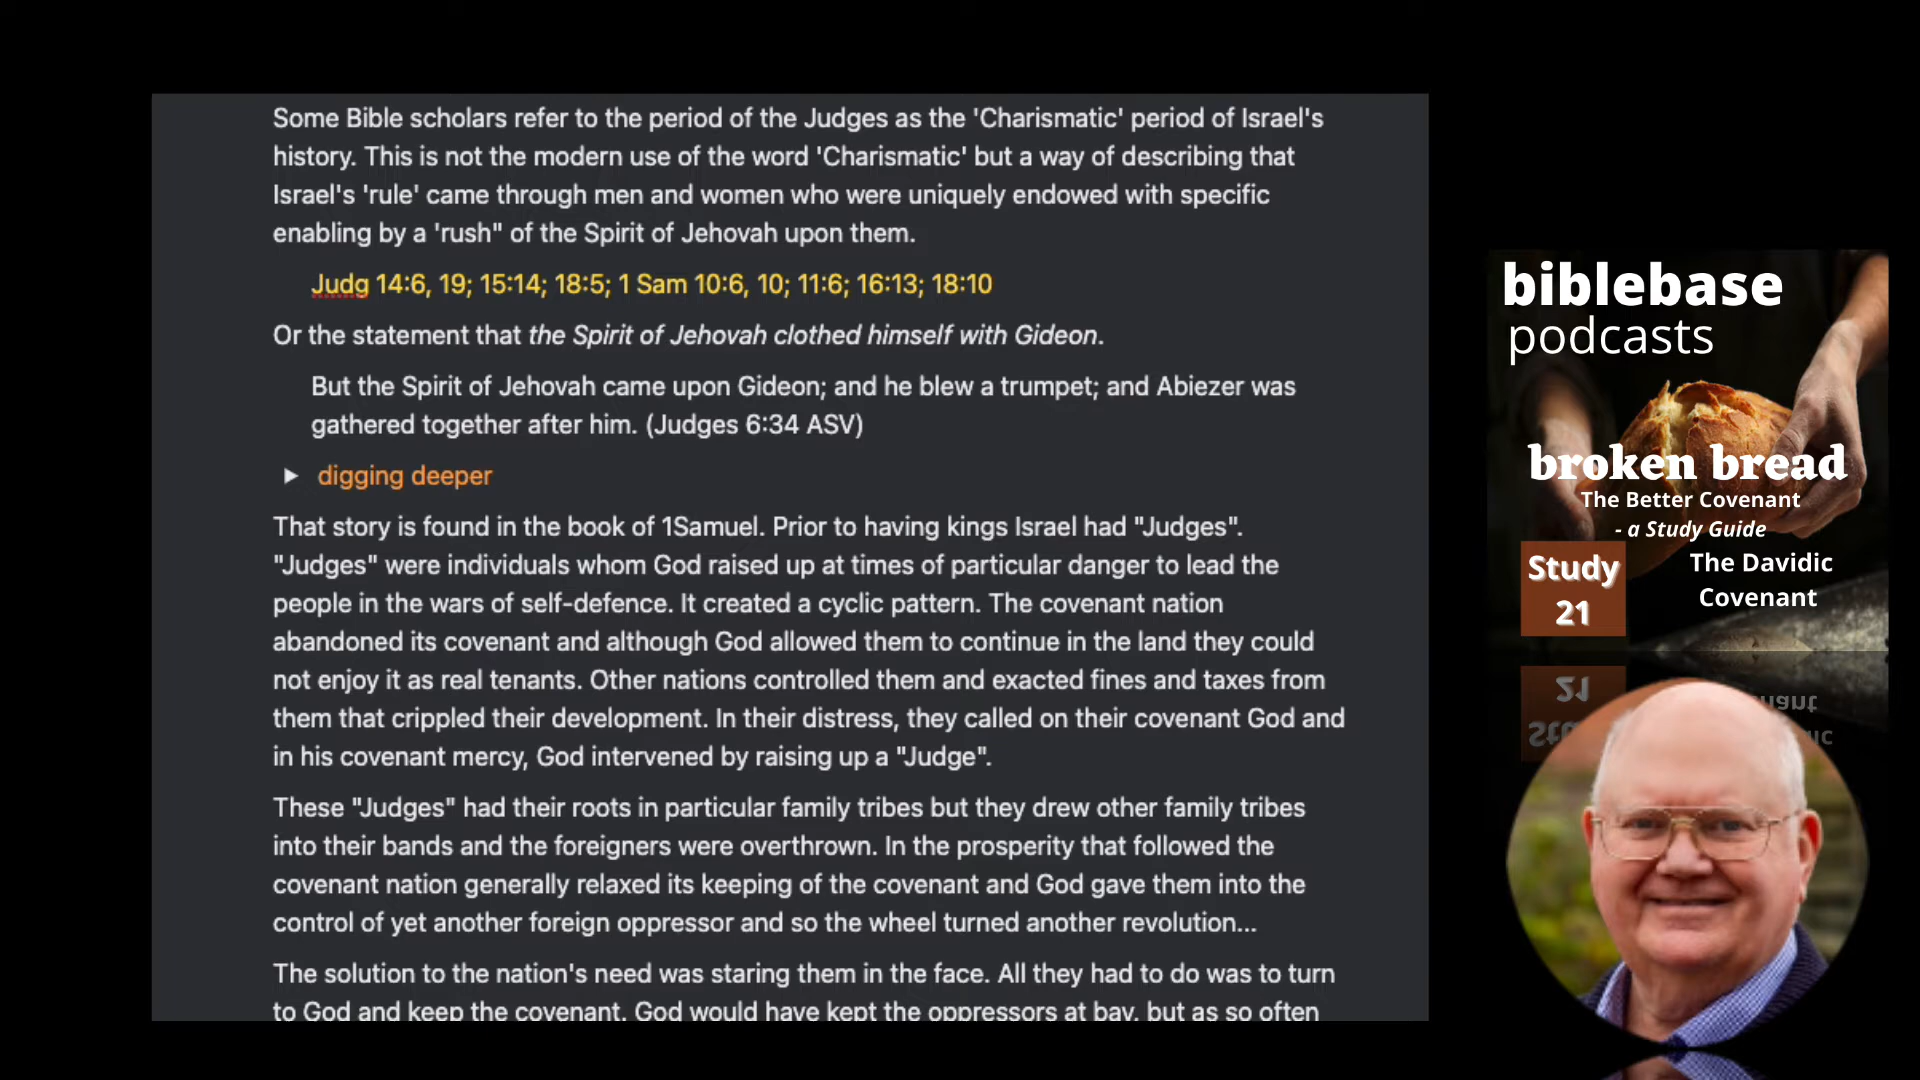 Some Bible scholars refer to the period of the Judges as the 'Charismatic' period of Israel's
history. This is not the modern use of the word 'Charismatic' but a way of describing that
Israel's 'rule' came through men and women who were uniquely endowed with specific
enabling by a 'rush" of the Spirit of Jehovah upon them.
Judg 14:6, 19; 15:14; 18:5; 1 Sam 10:6, 10; 11:6; 16:13; 18:10
Or the statement that the Spirit of Jehovah clothed himself with Gideon.
But the Spirit of Jehovah came upon Gideon; and he blew a trumpet; and Abiezer was
gathered together after him. (Judges 6:34 ASV)
digging deeper
That story is found in the book of 1Samuel. Prior to having kings Israel had "Judges".
"Judges" were individuals whom God raised up at times of particular danger to lead the
people in the wars of self-defence. It created a cyclic pattern. The covenant nation
abandoned its covenant and although God allowed them to continue in the land they could
not enjoy it as real tenants. Other nations controlled them and exacted fines and taxes from
them that crippled their development. In their distress, they called on their covenant God and
in his covenant mercy, God intervened by raising up a "Judge".
These "Judges" had their roots in particular family tribes but they drew other family tribes
into their bands and the foreigners were overthrown. In the prosperity that followed the
covenant nation generally relaxed its keeping of the covenant and God gave them into the
control of yet another foreign oppressor and so the wheel turned another revolution...
The solution to the nation's need was staring them in the face. All they had to do was to turn
to God and keep the covenant. God would have kept the oppressors at bay, but as so often
biblebase
podcasts
broken bread
The Better Covenant
- a Study Guide
Study
21
The Davidic
Covenant